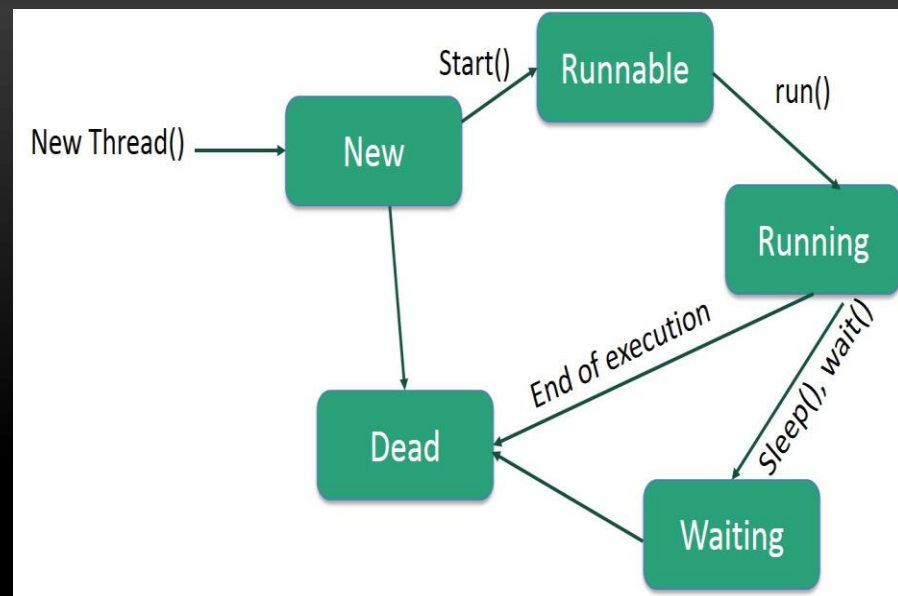 New Thread()
New
Start()
Runnable
run()
Running
End of execution
Sleep(), wait()
Dead
Waiting